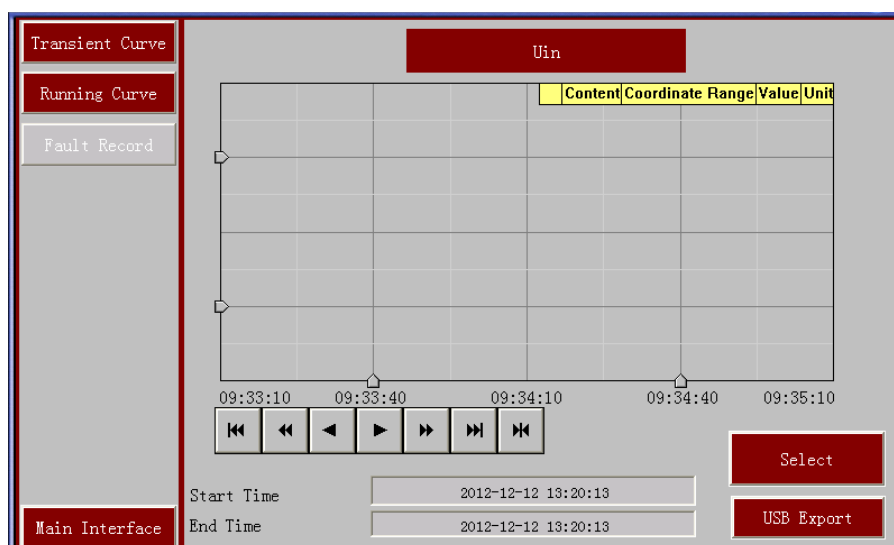 Transient Curve
Running Curve
Fault Record
Main Interface
Uin
Content Coordinate Range Value Unit
09:33:10 09:33:40 09:34:10 09:34:40 09:35:10
Select
Start Time 2012-12-12 13:20:13
End Time 2012-12-12 13:20:13
USB Export